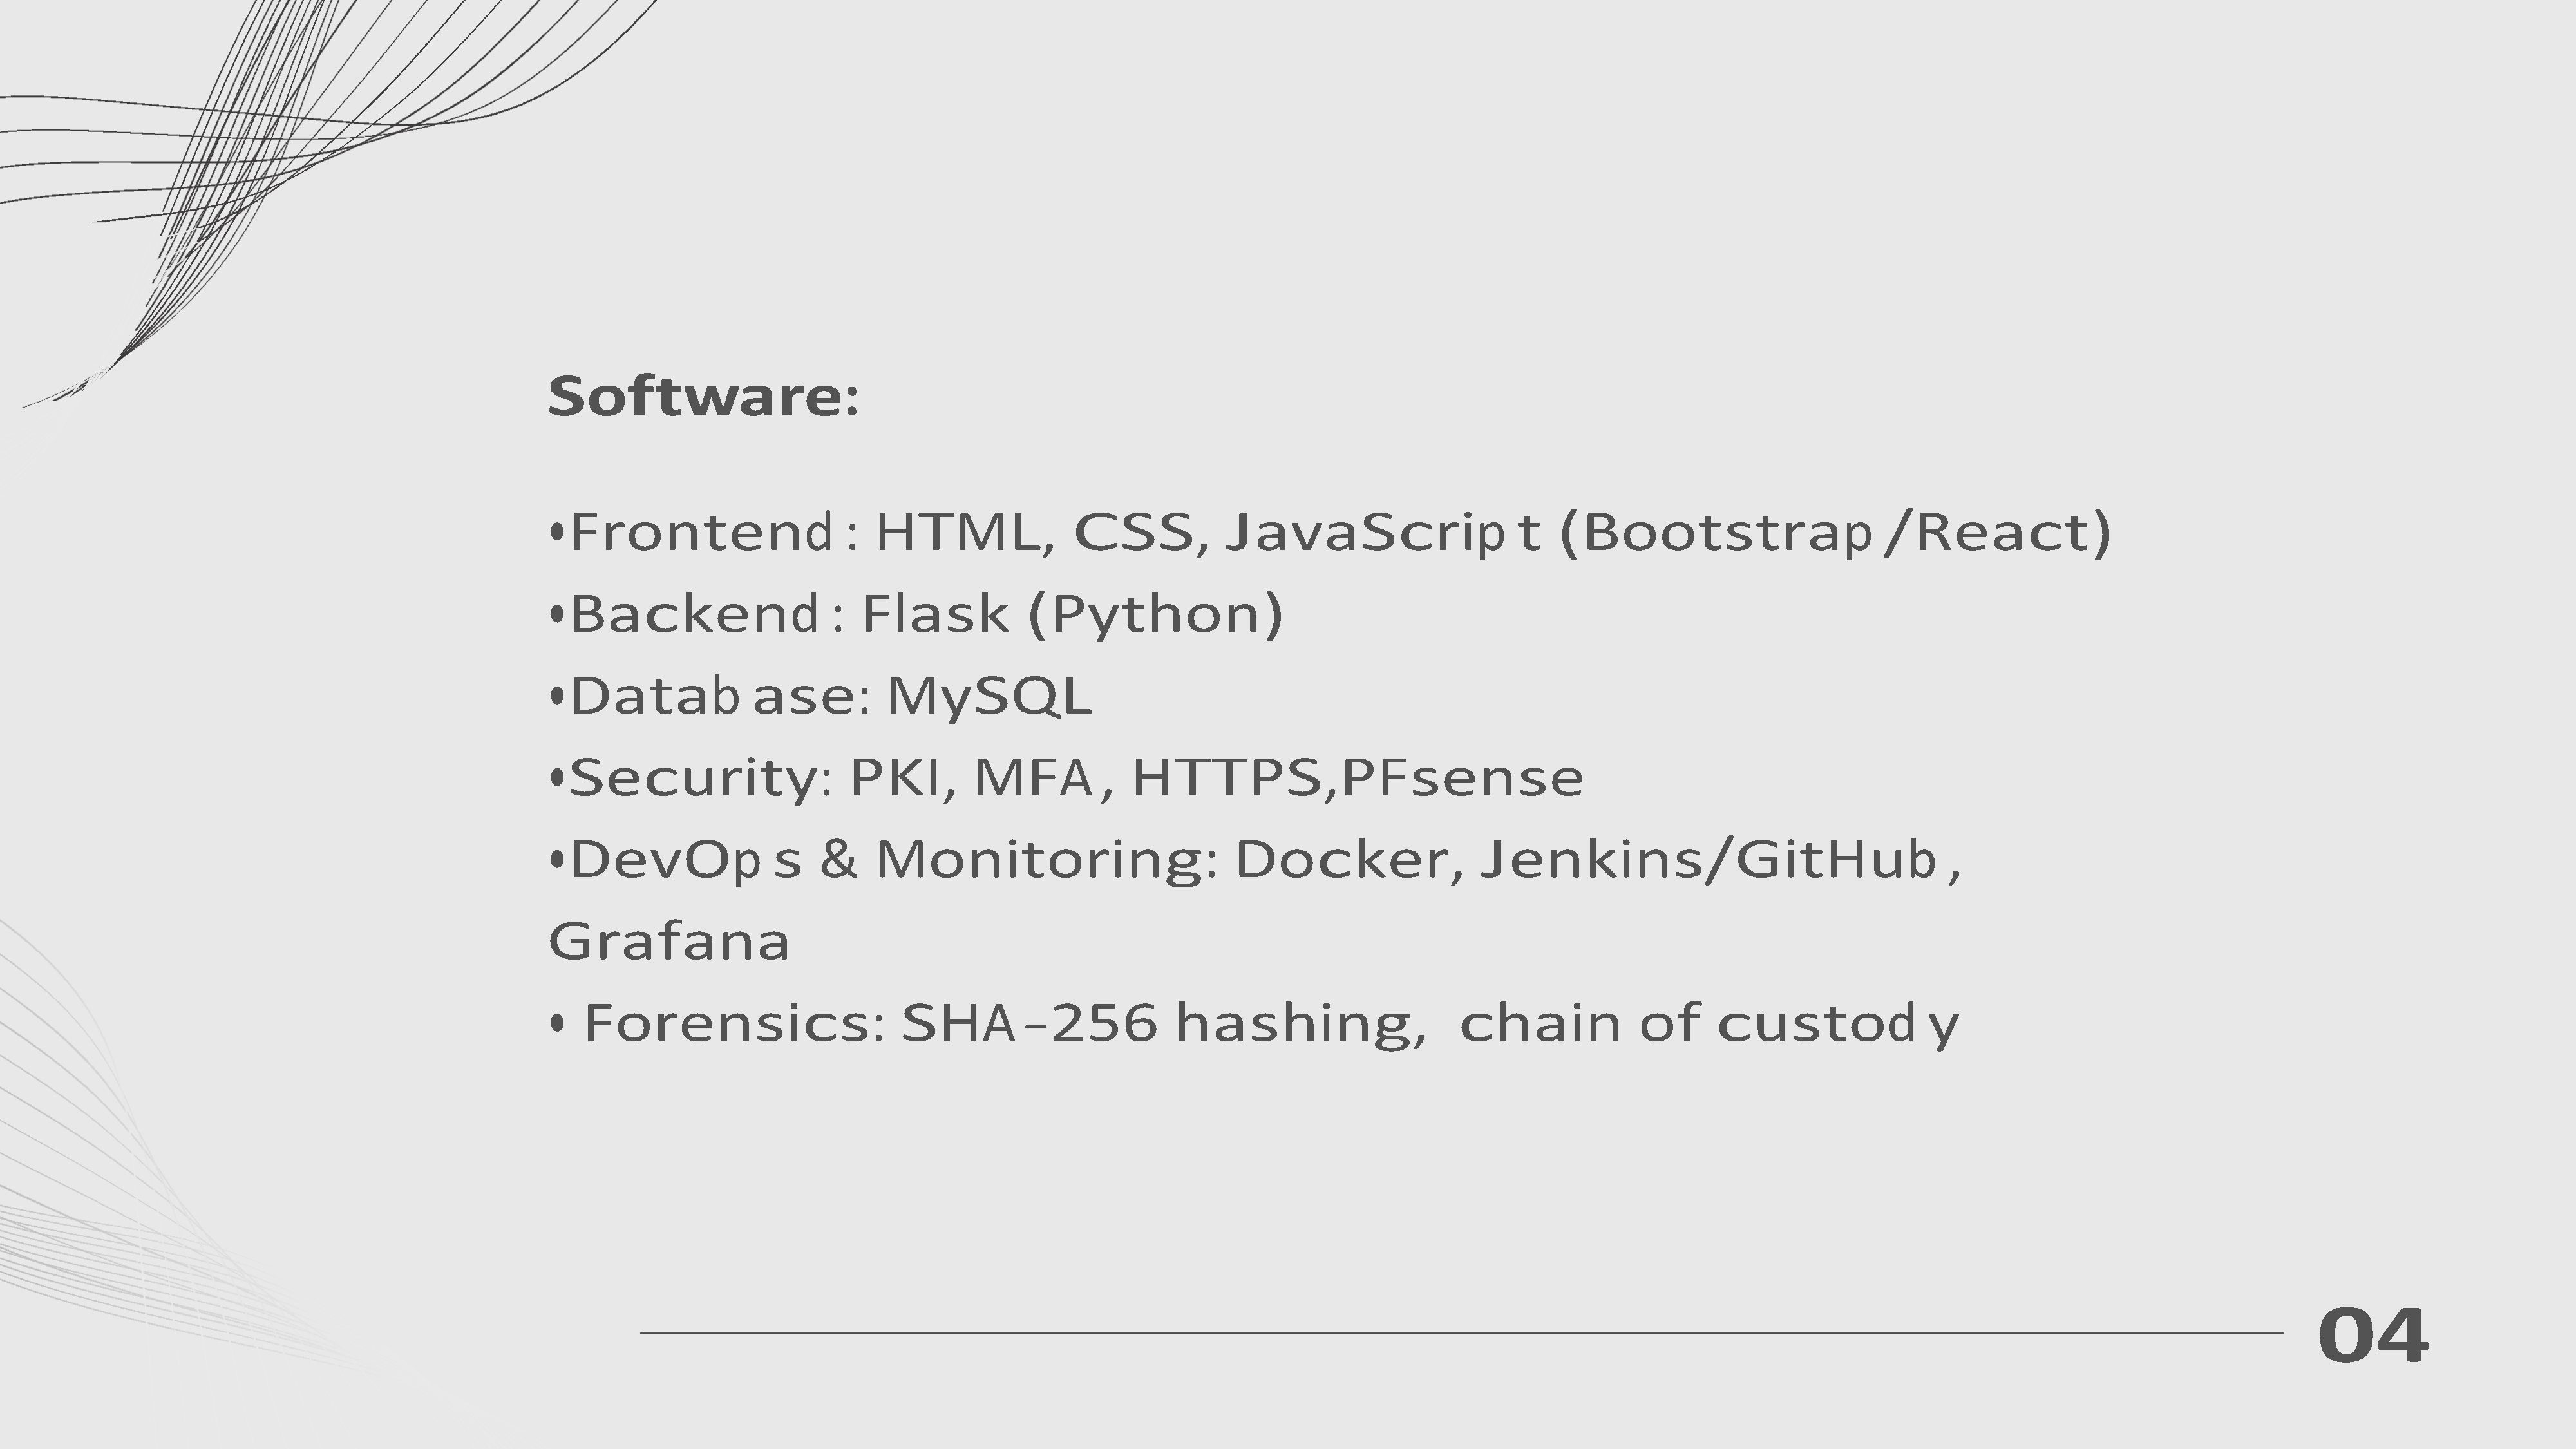 Software:
•Frontend: HTML, CSS, JavaScript (Bootstrap/React)
•Backend: Flask (Python)
•Database: MySQL
•Security: PKI, MFA, HTTPS,PFsense
•DevOps & Monitoring: Docker, Jenkins/GitHub,
Grafana
• Forensics: SHA-256 hashing, chain of custody
04